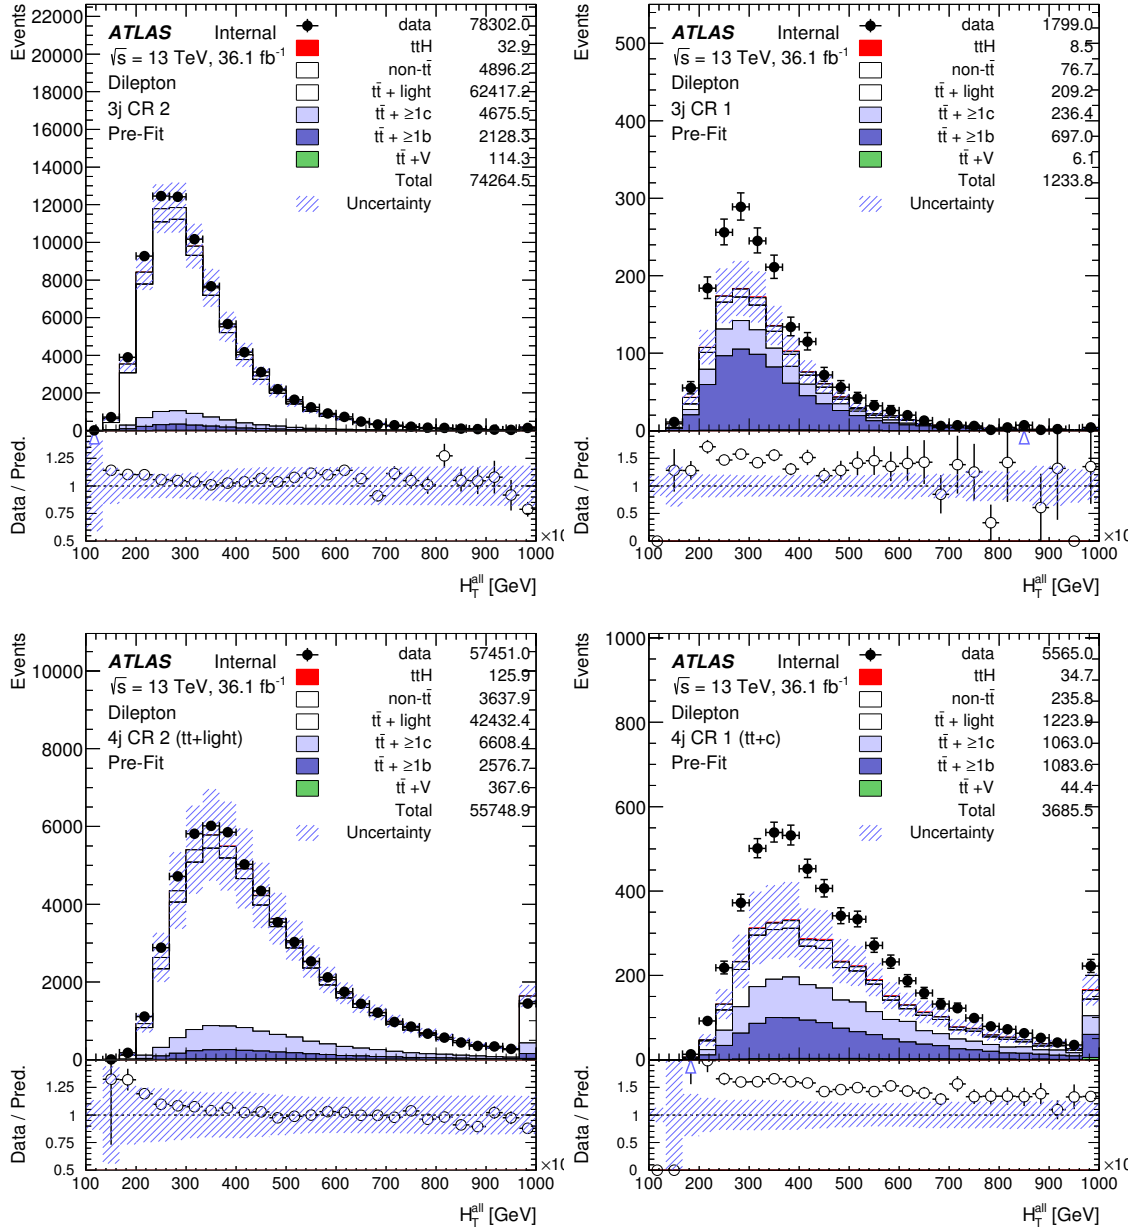 Events
22000
20000
18000
16000
14000
12000
10000
8000
6000
4000
2000
0
ATLAS Internal
√s = 13 TeV, 36.1 fb⁻¹
Dilepton
3j CR 2
Pre-Fit
data 78302.0
ttH 32.9
non-tt̄ 4896.2
tt̄ + light 62417.2
tt̄ + ≥1c 4675.5
tt̄ + ≥1b 2128.3
tt̄ +V 114.3
Total 74264.5
Uncertainty
Data / Pred.
1.25
1
0.75
0.5
100 200 300 400 500 600 700 800 900 1000
×10
H_T^all [GeV]
Events
500
400
300
200
100
0
ATLAS Internal
√s = 13 TeV, 36.1 fb⁻¹
Dilepton
3j CR 1
Pre-Fit
data 1799.0
ttH 8.5
non-tt̄ 76.7
tt̄ + light 209.2
tt̄ + ≥1c 236.4
tt̄ + ≥1b 697.0
tt̄ +V 6.1
Total 1233.8
Uncertainty
Data / Pred.
1.5
1
0.5
0
100 200 300 400 500 600 700 800 900 1000
×10
H_T^all [GeV]
Events
10000
8000
6000
4000
2000
0
ATLAS Internal
√s = 13 TeV, 36.1 fb⁻¹
Dilepton
4j CR 2 (tt+light)
Pre-Fit
data 57451.0
ttH 125.9
non-tt̄ 3637.9
tt̄ + light 42432.4
tt̄ + ≥1c 6608.4
tt̄ + ≥1b 2576.7
tt̄ +V 367.6
Total 55748.9
Uncertainty
Data / Pred.
1.25
1
0.75
0.5
100 200 300 400 500 600 700 800 900 1000
×10
H_T^all [GeV]
Events
1000
800
600
400
200
0
ATLAS Internal
√s = 13 TeV, 36.1 fb⁻¹
Dilepton
4j CR 1 (tt+c)
Pre-Fit
data 5565.0
ttH 34.7
non-tt̄ 235.8
tt̄ + light 1223.9
tt̄ + ≥1c 1063.0
tt̄ + ≥1b 1083.6
tt̄ +V 44.4
Total 3685.5
Uncertainty
Data / Pred.
1.5
1
0.5
0
100 200 300 400 500 600 700 800 900 1000
×10
H_T^all [GeV]